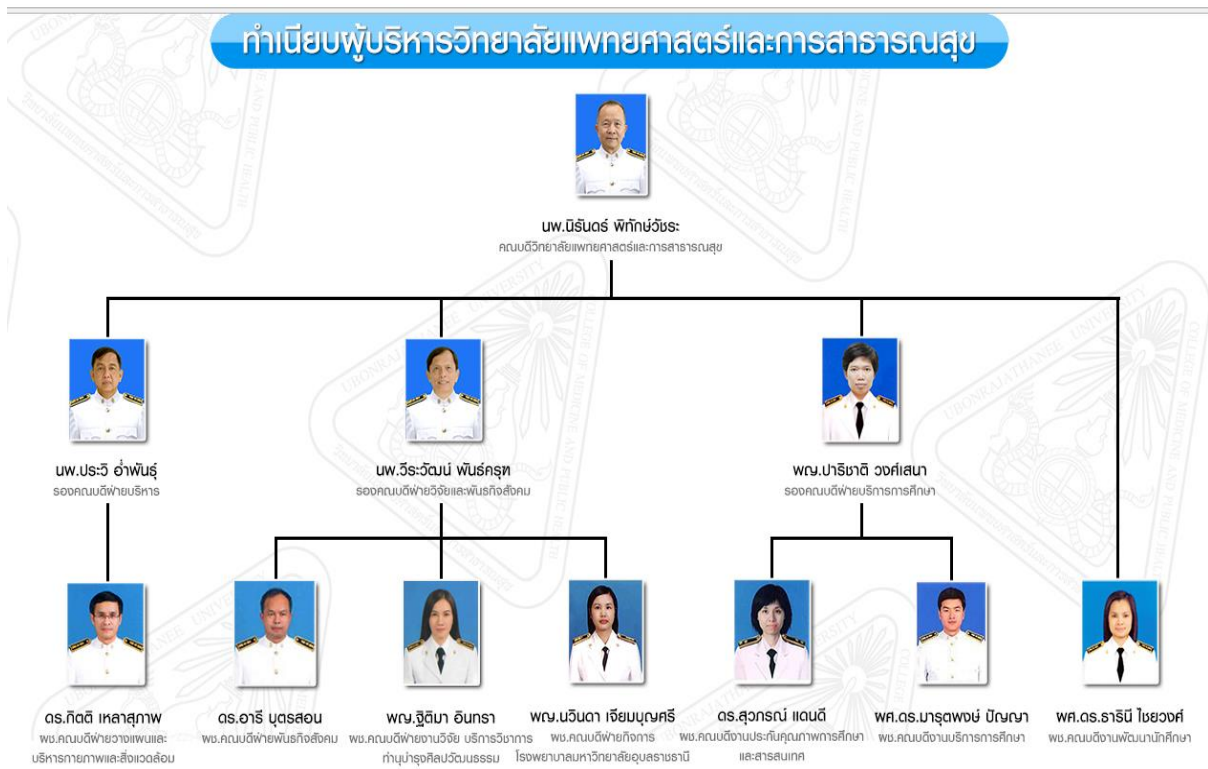 ทำเนียบผู้บริหารวิทยาลัยแพทยศาสตร์และการสาธารณสุข
นพ.นิรันดร์ พิทักษ์วัชระ
คณบดีวิทยาลัยแพทยศาสตร์และการสาธารณสุข
นพ.ประวิ อ่ำพันธุ์
รองคณบดีฝ่ายบริหาร
นพ.วีระวัฒน์ พันธ์ครุฑ
รองคณบดีฝ่ายวิจัยและพันธกิจสังคม
พญ.ปาริชาติ วงศ์เสนา
รองคณบดีฝ่ายบริการการศึกษา
ดร.กิตติ เหลาสุภาพ
ผช.คณบดีฝ่ายวางแผนและ
บริหารกายภาพและสิ่งแวดล้อม
ดร.อารี บุตรสอน
ผช.คณบดีฝ่ายพันธกิจสังคม
พญ.ฐิติมา อินทรา
ผช.คณบดีฝ่ายงานวิจัย บริการวิชาการ
ทำนุบำรุงศิลปวัฒนธรรม
พญ.นวินดา เจียมบุญศรี
ผช.คณบดีฝ่ายกิจการ
โรงพยาบาลมหาวิทยาลัยอุบลราชธานี
ดร.สุวภรณ์ แดนดี
ผช.คณบดีงานประกันคุณภาพการศึกษา
และสารสนเทศ
ผศ.ดร.มารุตพงษ์ ปัญญา
ผช.คณบดีงานบริการการศึกษา
ผศ.ดร.ธารินี ไชยวงศ์
ผช.คณบดีงานพัฒนานักศึกษา